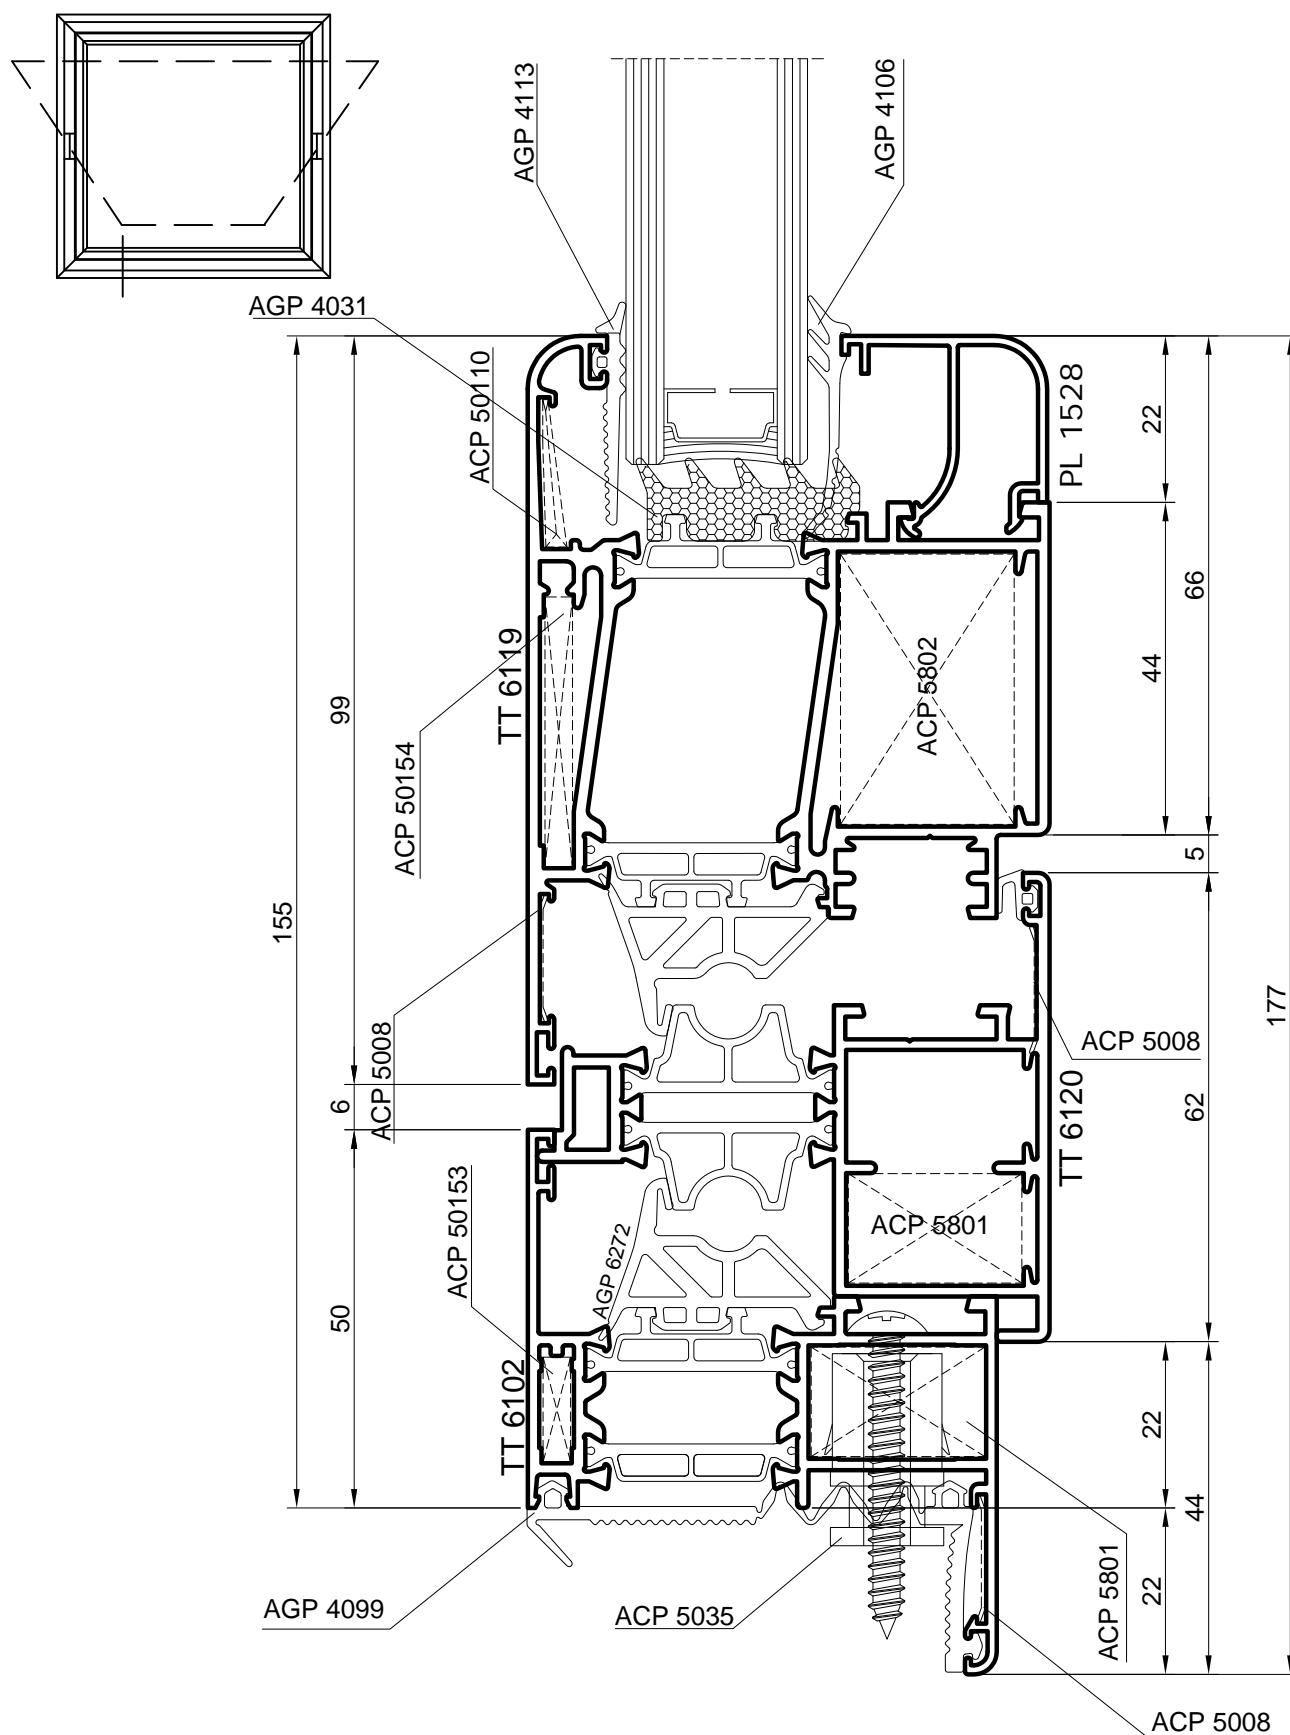 AGP 4113
AGP 4106
AGP 4031
ACP 50110
PL 1528
22
TT 6119
ACP 5802
66
44
99
ACP 50154
5
155
177
ACP 5008
ACP 5008
6
TT 6120
62
ACP 50153
ACP 5801
AGP 6272
50
TT 6102
22
44
AGP 4099
ACP 5035
ACP 5801
22
ACP 5008